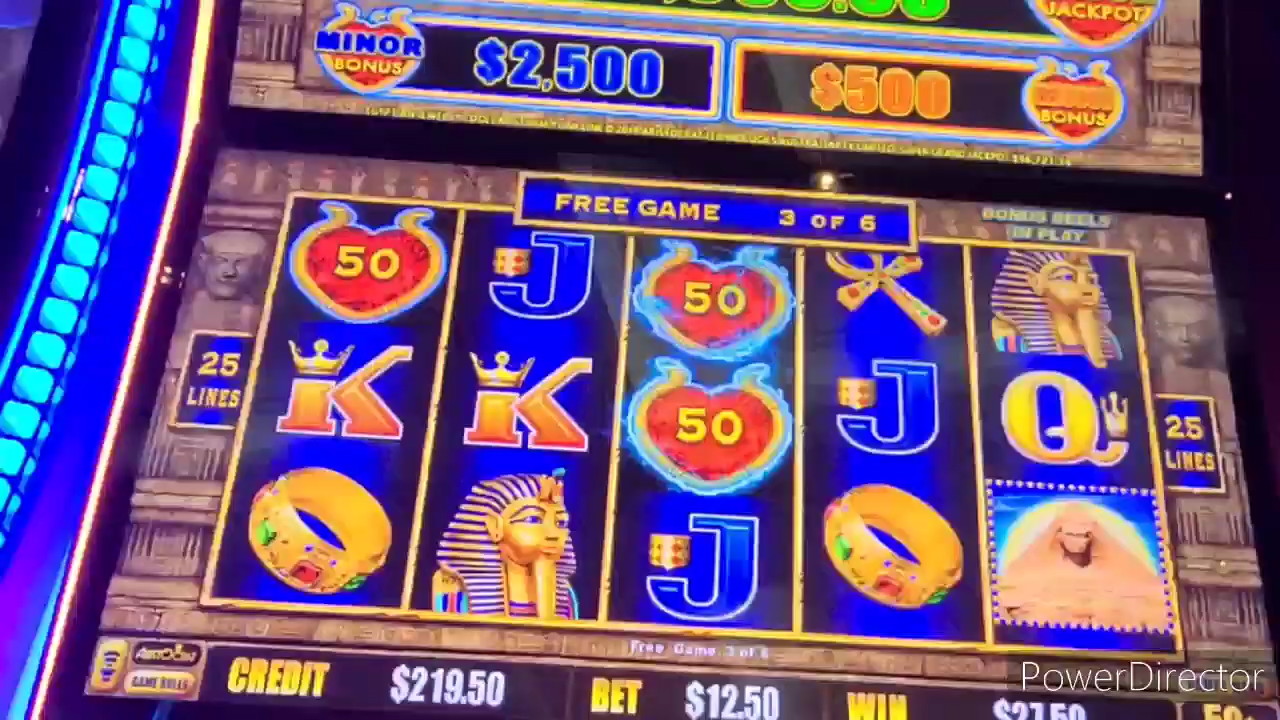 JACKPOT
MINOR
BONUS
$2,500
$500
BONUS
FREE GAME 3 OF 6
BONUS REELS
IN PLAY
50
J
50
25
LINES
K
K
50
J
Q
25
LINES
J
Free Game 3 of 6
GAME RULES
CREDIT $219.50 BET $12.50 WIN $27.50
PowerDirector